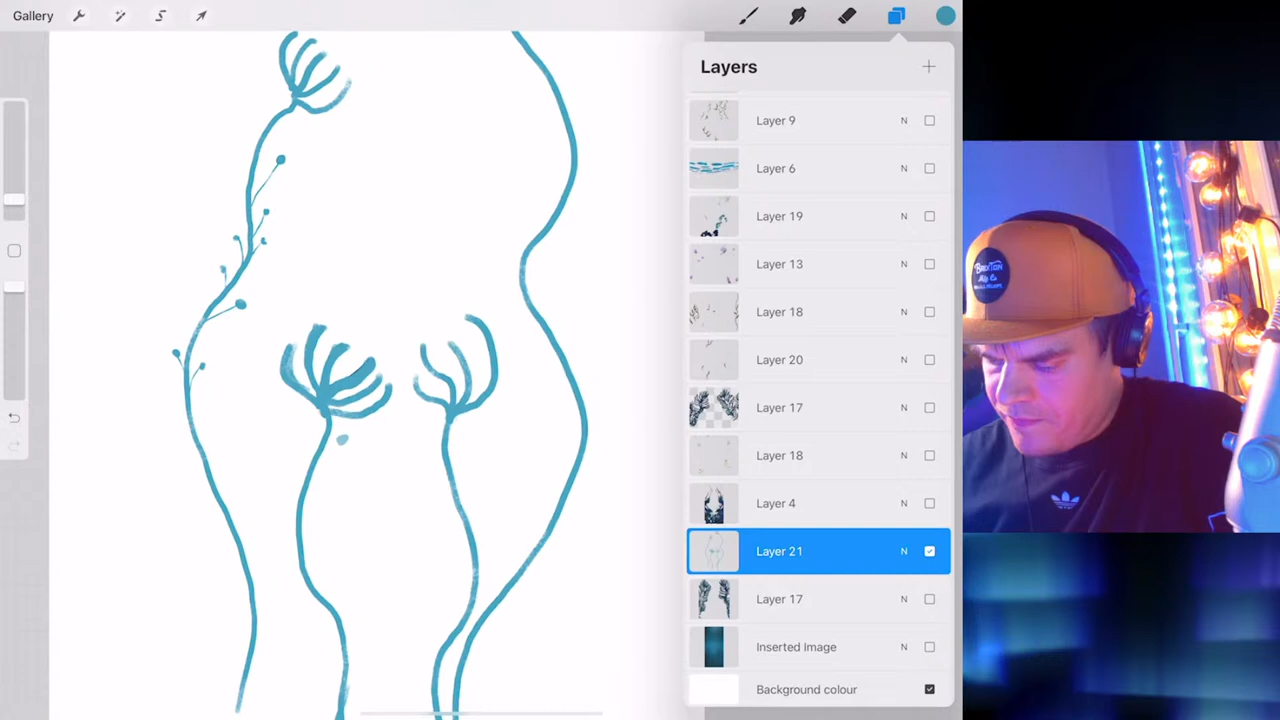 Gallery
Layers
Layer 9 N
Layer 6 N
Layer 19 N
Layer 13 N
Layer 18 N
Layer 20 N
Layer 17 N
Layer 18 N
Layer 4 N
Layer 21 N
Layer 17 N
Inserted Image N
Background colour
BRIXTON